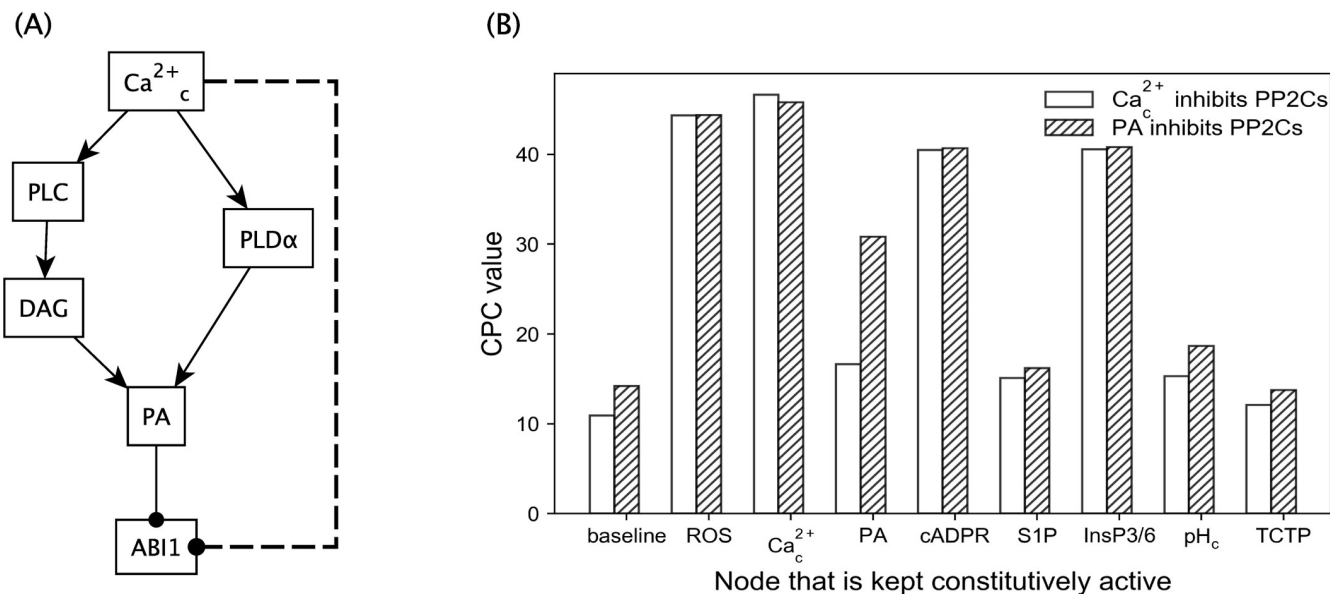 (A)
Ca²⁺c
PLC
PLDα
DAG
PA
ABI1
(B)
Ca²⁺c inhibits PP2Cs
PA inhibits PP2Cs
CPC value
40
30
20
10
0
baseline ROS Ca²⁺c PA cADPR S1P InsP3/6 pHc TCTP
Node that is kept constitutively active